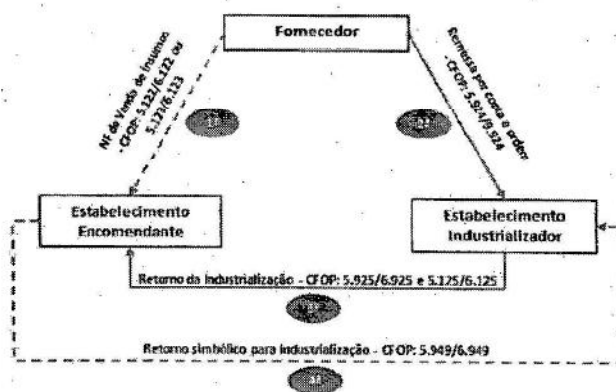 Fornecedor
NF de Venda de insumos
- CFOP: 5.122/6.122 ou
5.123/6.123
Remessa por conta e ordem
- CFOP: 5.924/9.924
Estabelecimento
Encomendante
Estabelecimento
Industrializador
Retorno da Industrialização - CFOP: 5.925/6.925 e 5.125/6.125
Retorno simbólico para industrialização - CFOP: 5.949/6.949